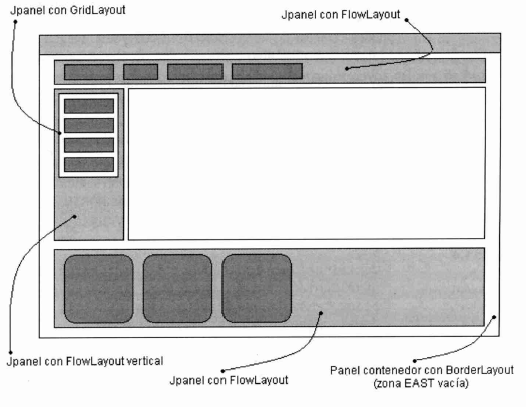 Jpanel con GridLayout
Jpanel con FlowLayout
Jpanel con FlowLayout vertical
Jpanel con FlowLayout
Panel contenedor con BorderLayout
(zona EAST vacía)